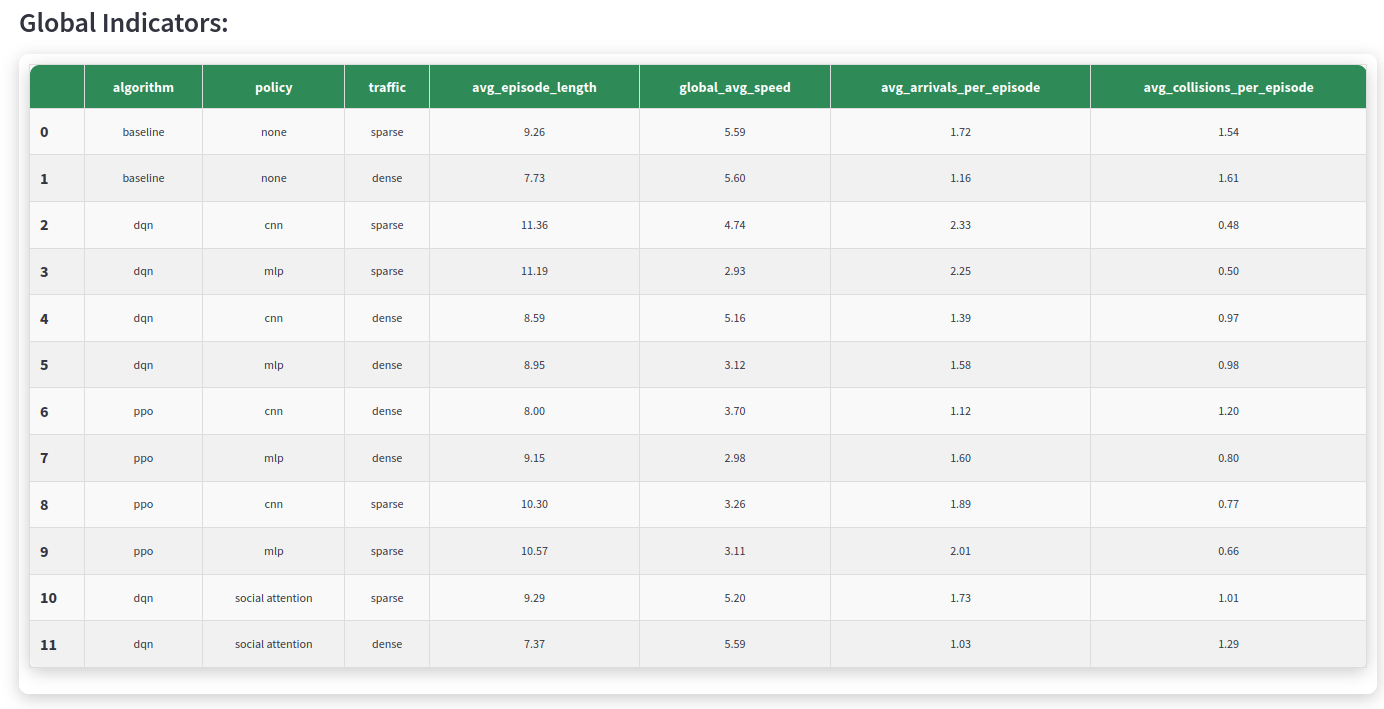 Global Indicators:
algorithm policy traffic avg_episode_length global_avg_speed avg_arrivals_per_episode avg_collisions_per_episode
0 baseline none sparse 9.26 5.59 1.72 1.54
1 baseline none dense 7.73 5.60 1.16 1.61
2 dqn cnn sparse 11.36 4.74 2.33 0.48
3 dqn mlp sparse 11.19 2.93 2.25 0.50
4 dqn cnn dense 8.59 5.16 1.39 0.97
5 dqn mlp dense 8.95 3.12 1.58 0.98
6 ppo cnn dense 8.00 3.70 1.12 1.20
7 ppo mlp dense 9.15 2.98 1.60 0.80
8 ppo cnn sparse 10.30 3.26 1.89 0.77
9 ppo mlp sparse 10.57 3.11 2.01 0.66
10 dqn social attention sparse 9.29 5.20 1.73 1.01
11 dqn social attention dense 7.37 5.59 1.03 1.29